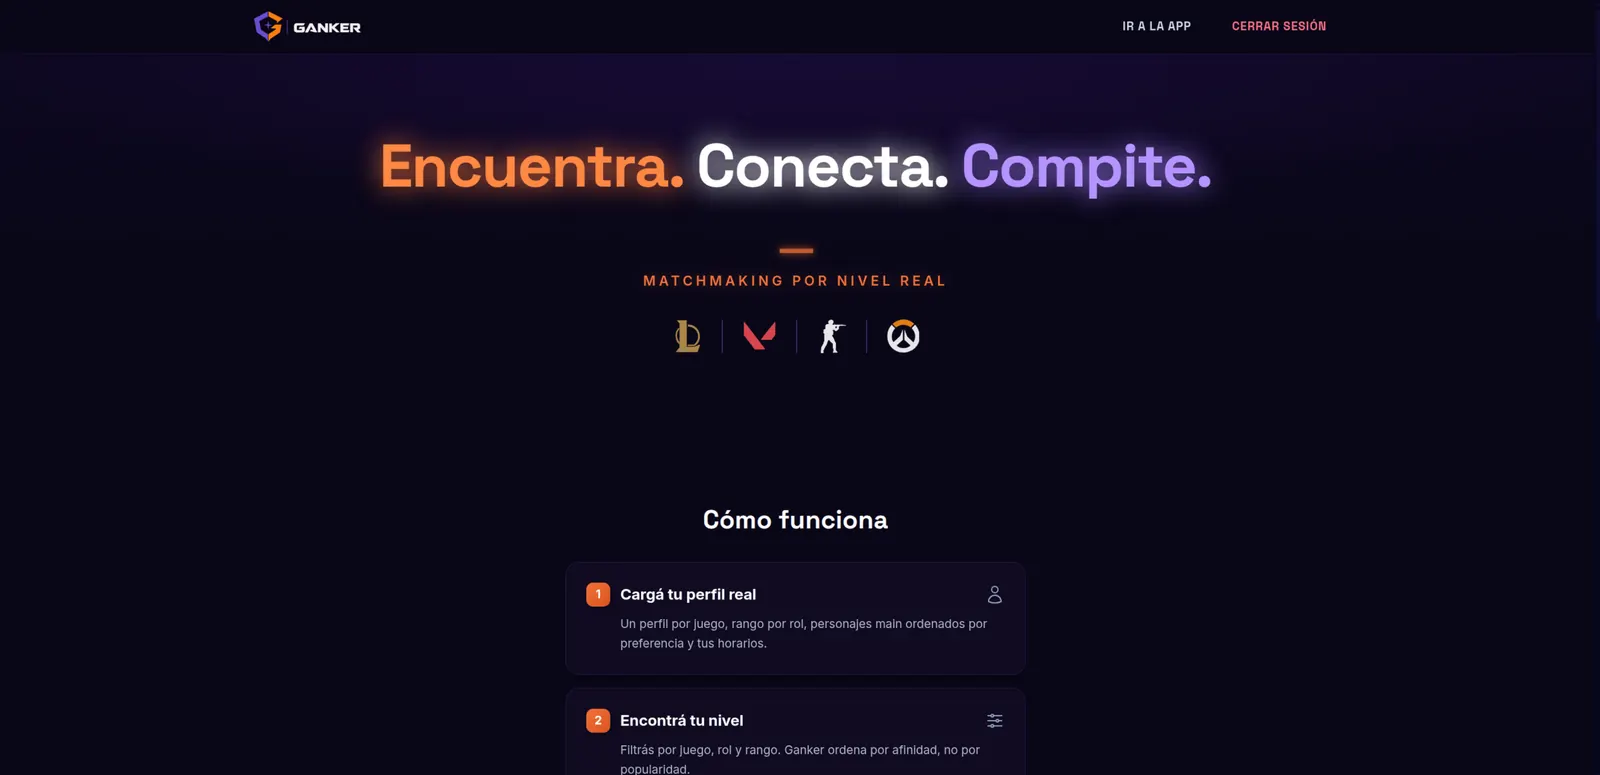 GANKER
IR A LA APP
CERRAR SESIÓN
Encuentra. Conecta. Compite.
MATCHMAKING POR NIVEL REAL
Cómo funciona
1
Cargá tu perfil real
Un perfil por juego, rango por rol, personajes main ordenados por
preferencia y tus horarios.
2
Encontrá tu nivel
Filtrás por juego, rol y rango. Ganker ordena por afinidad, no por
popularidad.